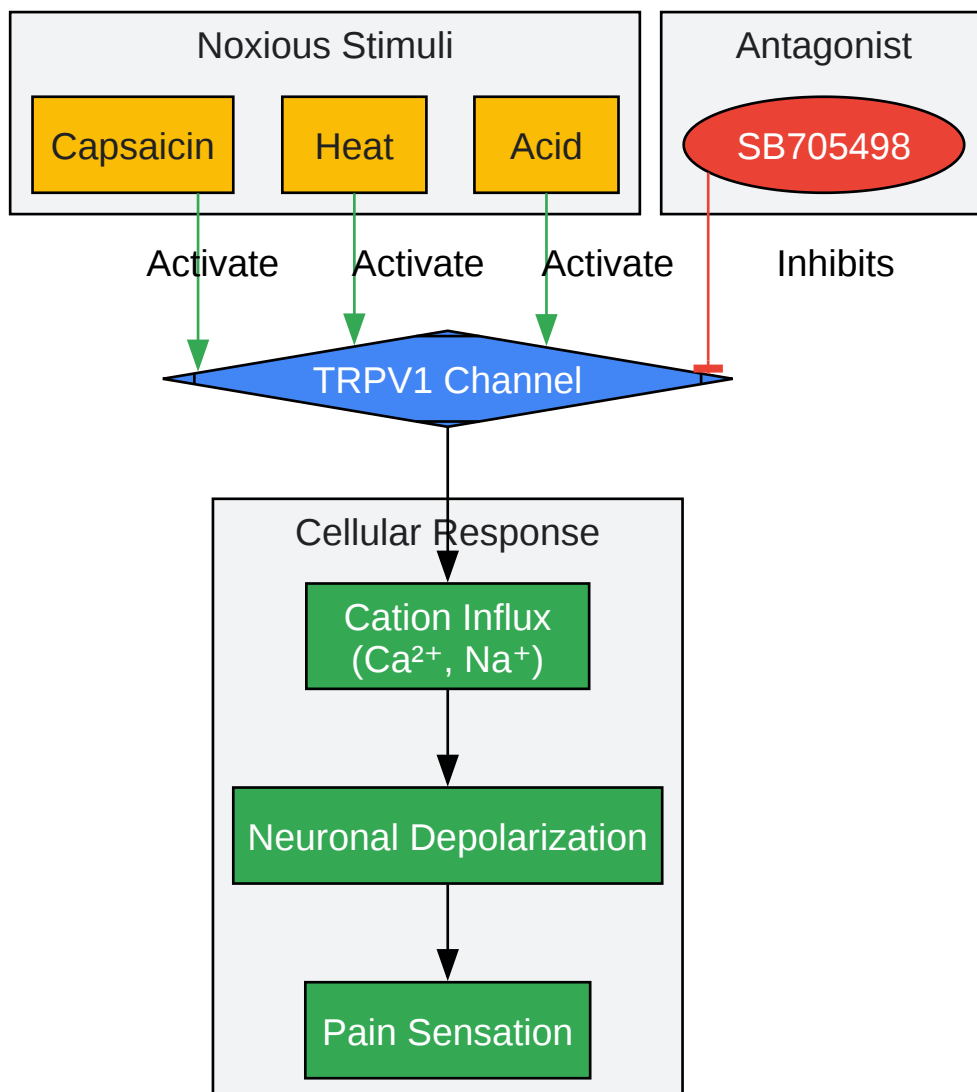 Noxious Stimuli
Antagonist
Capsaicin
Heat
Acid
SB705498
Activate
Activate
Activate
Inhibits
TRPV1 Channel
Cellular Response
Cation Influx
(Ca²⁺, Na⁺)
Neuronal Depolarization
Pain Sensation